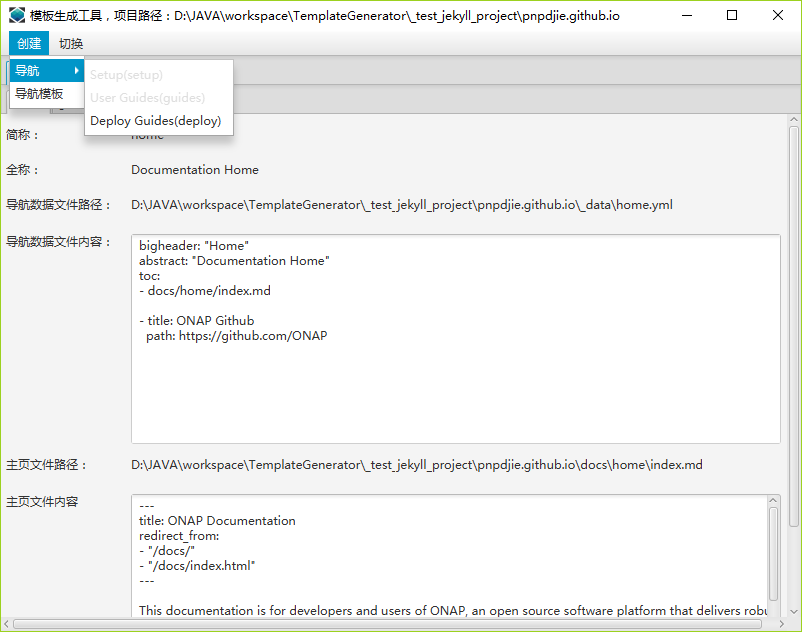 模板生成工具，项目路径：D:\JAVA\workspace\TemplateGenerator\_test_jekyll_project\pnpdjie.github.io
创建 切换
导航
导航模板
Setup(setup)
User Guides(guides)
Deploy Guides(deploy)
简称： home
全称： Documentation Home
导航数据文件路径： D:\JAVA\workspace\TemplateGenerator\_test_jekyll_project\pnpdjie.github.io\_data\home.yml
导航数据文件内容：
bigheader: "Home"
abstract: "Documentation Home"
toc:
- docs/home/index.md
- title: ONAP Github
path: https://github.com/ONAP
主页文件路径： D:\JAVA\workspace\TemplateGenerator\_test_jekyll_project\pnpdjie.github.io\docs\home\index.md
主页文件内容
---
title: ONAP Documentation
redirect_from:
- "/docs/"
- "/docs/index.html"
---
This documentation is for developers and users of ONAP, an open source software platform that delivers robu